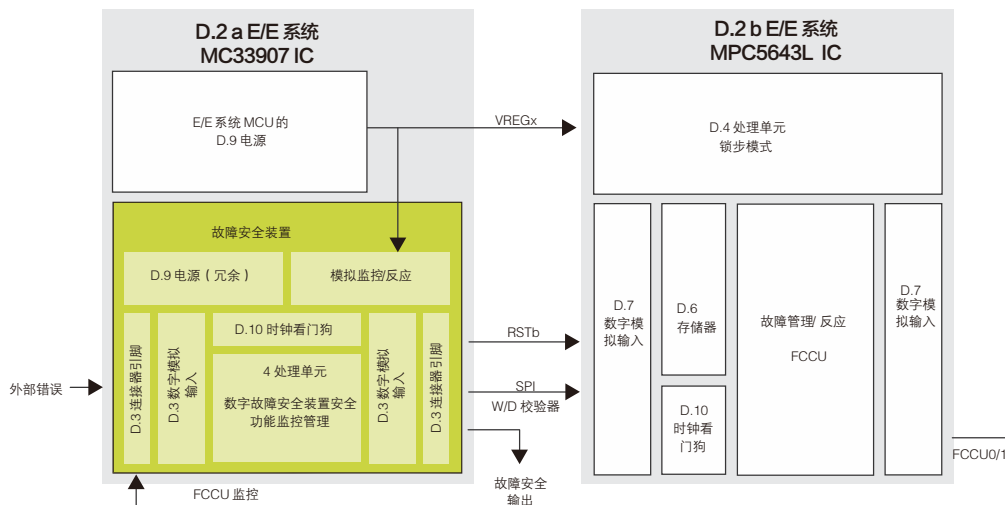 D.2 a E/E 系统
MC33907 IC
E/E 系统 MCU 的
D.9 电源
故障安全装置
D.9 电源（冗余）
模拟监控/反应
D.3 连接器引脚
D.3 数字模拟
输入
D.10 时钟看门狗
4 处理单元
数字故障安全装置安全
功能监控管理
D.3 数字模拟
输入
D.3 连接器引脚
外部错误
FCCU 监控
VREGx
RSTb
SPI
W/D 校验器
故障安全
输出
D.2 b E/E 系统
MPC5643L IC
D.4 处理单元
锁步模式
D.7
数字模
拟输入
D.6
存储器
D.10
时钟看
门狗
故障管理/ 反应
FCCU
D.7
数字模
拟输入
FCCU0/1